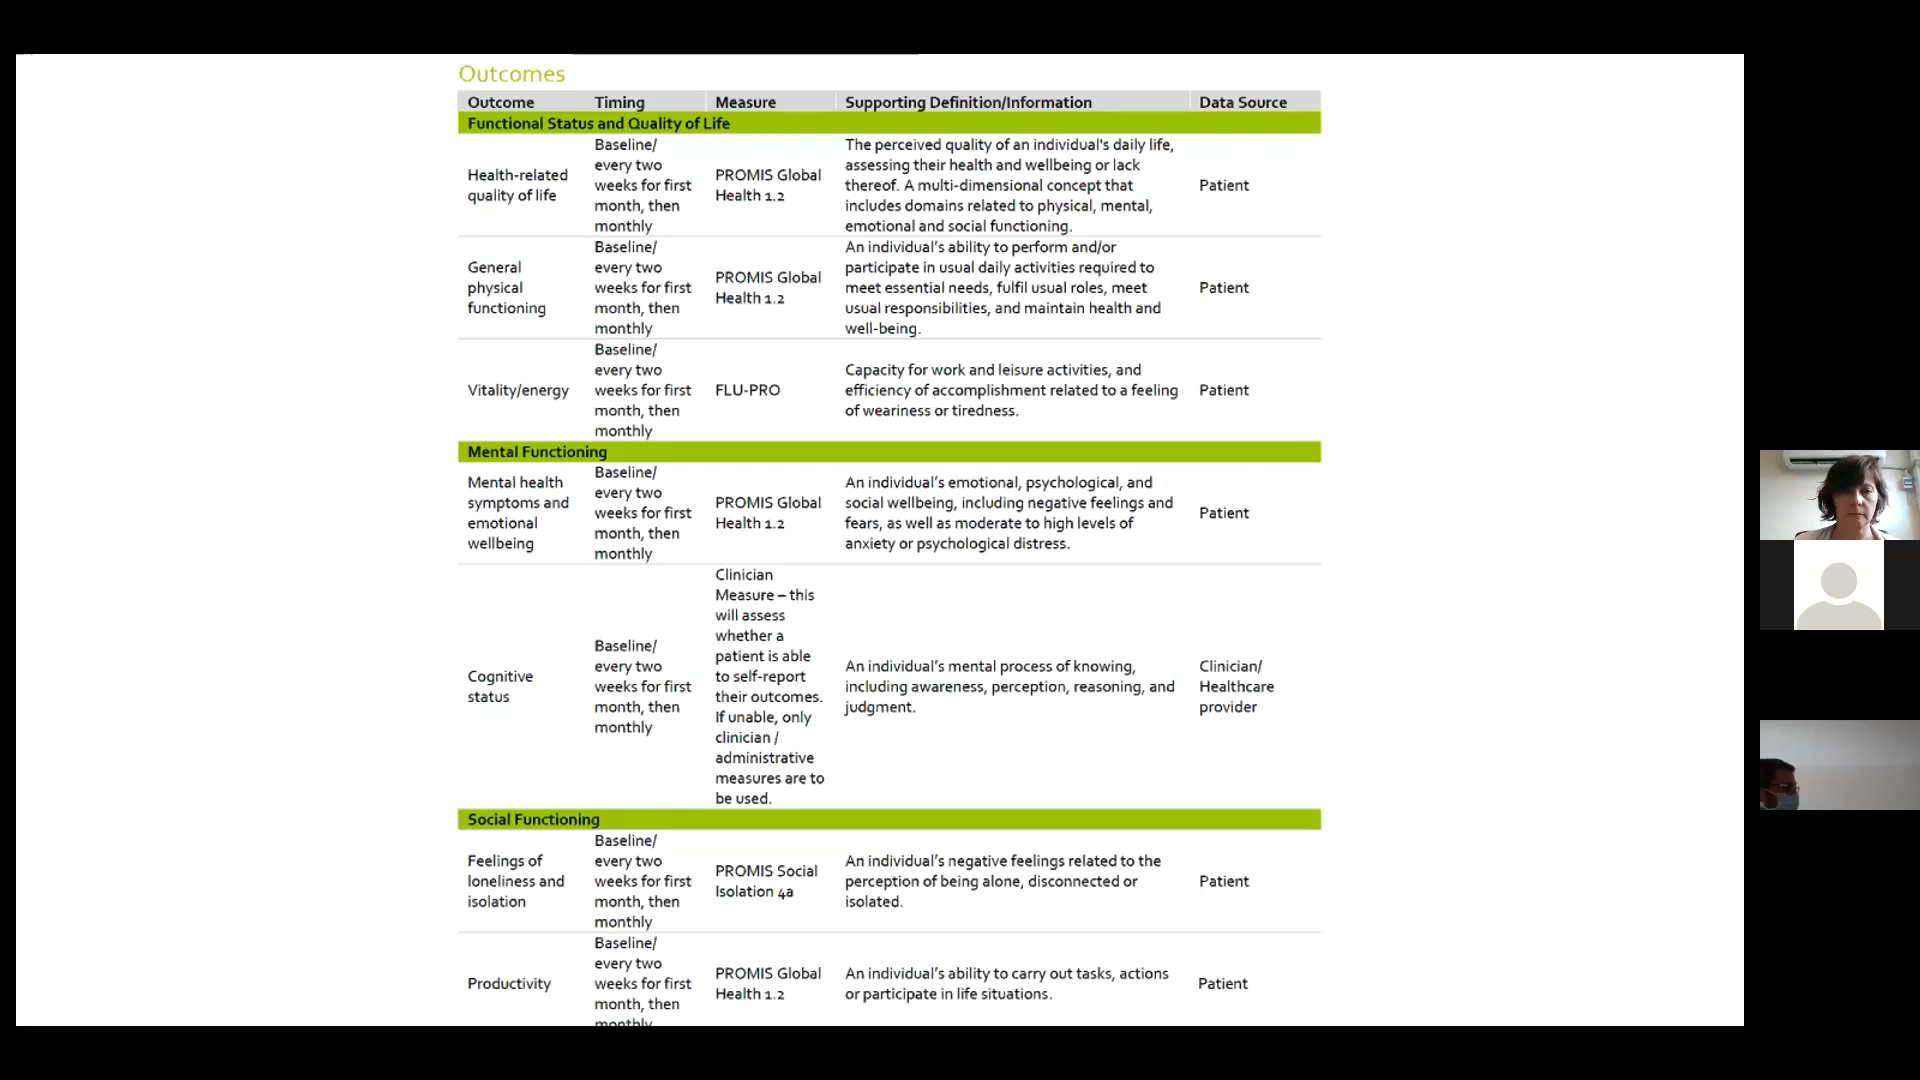 Outcomes
Outcome Timing Measure Supporting Definition/Information Data Source
Functional Status and Quality of Life
Health-related
quality of life
Baseline/
every two
weeks for first
month, then
monthly
PROMIS Global
Health 1.2
The perceived quality of an individual's daily life,
assessing their health and wellbeing or lack
thereof. A multi-dimensional concept that
includes domains related to physical, mental,
emotional and social functioning.
Patient
General
physical
functioning
Baseline/
every two
weeks for first
month, then
monthly
PROMIS Global
Health 1.2
An individual’s ability to perform and/or
participate in usual daily activities required to
meet essential needs, fulfil usual roles, meet
usual responsibilities, and maintain health and
well-being.
Patient
Vitality/energy
Baseline/
every two
weeks for first
month, then
monthly
FLU-PRO
Capacity for work and leisure activities, and
efficiency of accomplishment related to a feeling
of weariness or tiredness.
Patient
Mental Functioning
Mental health
symptoms and
emotional
wellbeing
Baseline/
every two
weeks for first
month, then
monthly
PROMIS Global
Health 1.2
An individual’s emotional, psychological, and
social wellbeing, including negative feelings and
fears, as well as moderate to high levels of
anxiety or psychological distress.
Patient
Cognitive
status
Baseline/
every two
weeks for first
month, then
monthly
Clinician
Measure – this
will assess
whether a
patient is able
to self-report
their outcomes.
If unable, only
clinician /
administrative
measures are to
be used.
An individual’s mental process of knowing,
including awareness, perception, reasoning, and
judgment.
Clinician/
Healthcare
provider
Social Functioning
Feelings of
loneliness and
isolation
Baseline/
every two
weeks for first
month, then
monthly
PROMIS Social
Isolation 4a
An individual’s negative feelings related to the
perception of being alone, disconnected or
isolated.
Patient
Productivity
Baseline/
every two
weeks for first
month, then
monthly
PROMIS Global
Health 1.2
An individual’s ability to carry out tasks, actions
or participate in life situations.
Patient